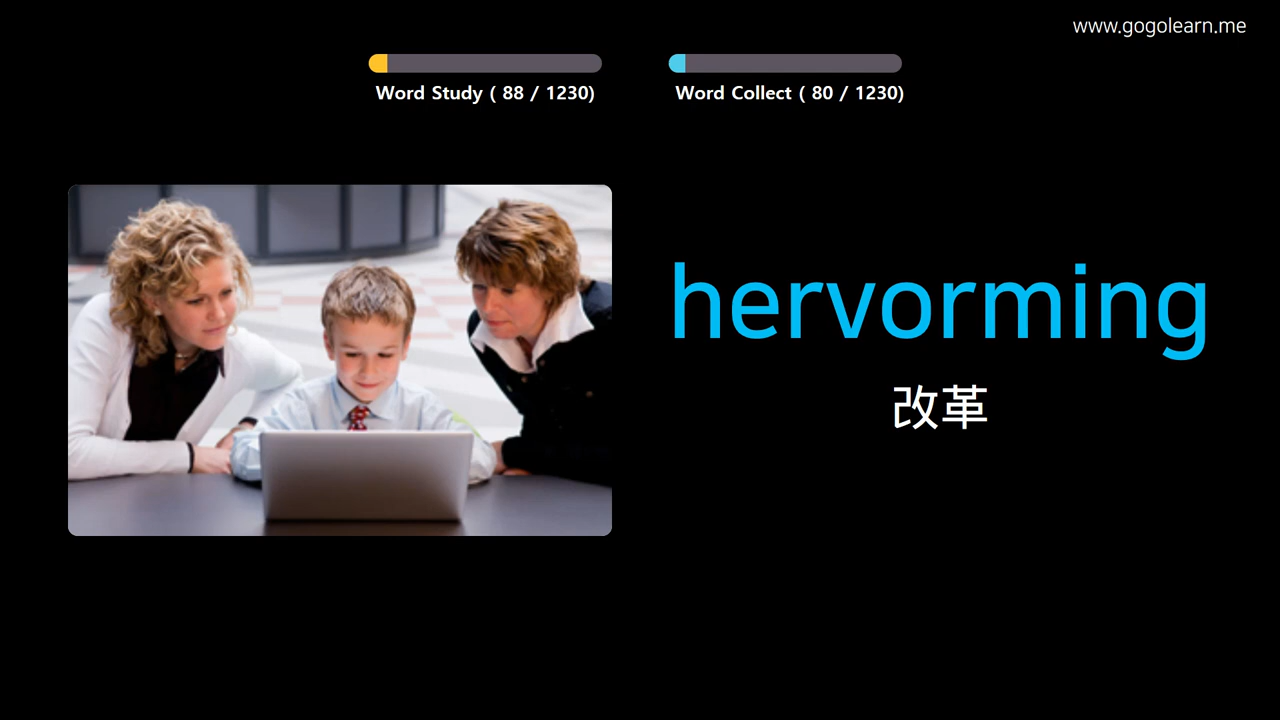 www.gogolearn.me
Word Study ( 88 / 1230)
Word Collect ( 80 / 1230)
hervorming
改革